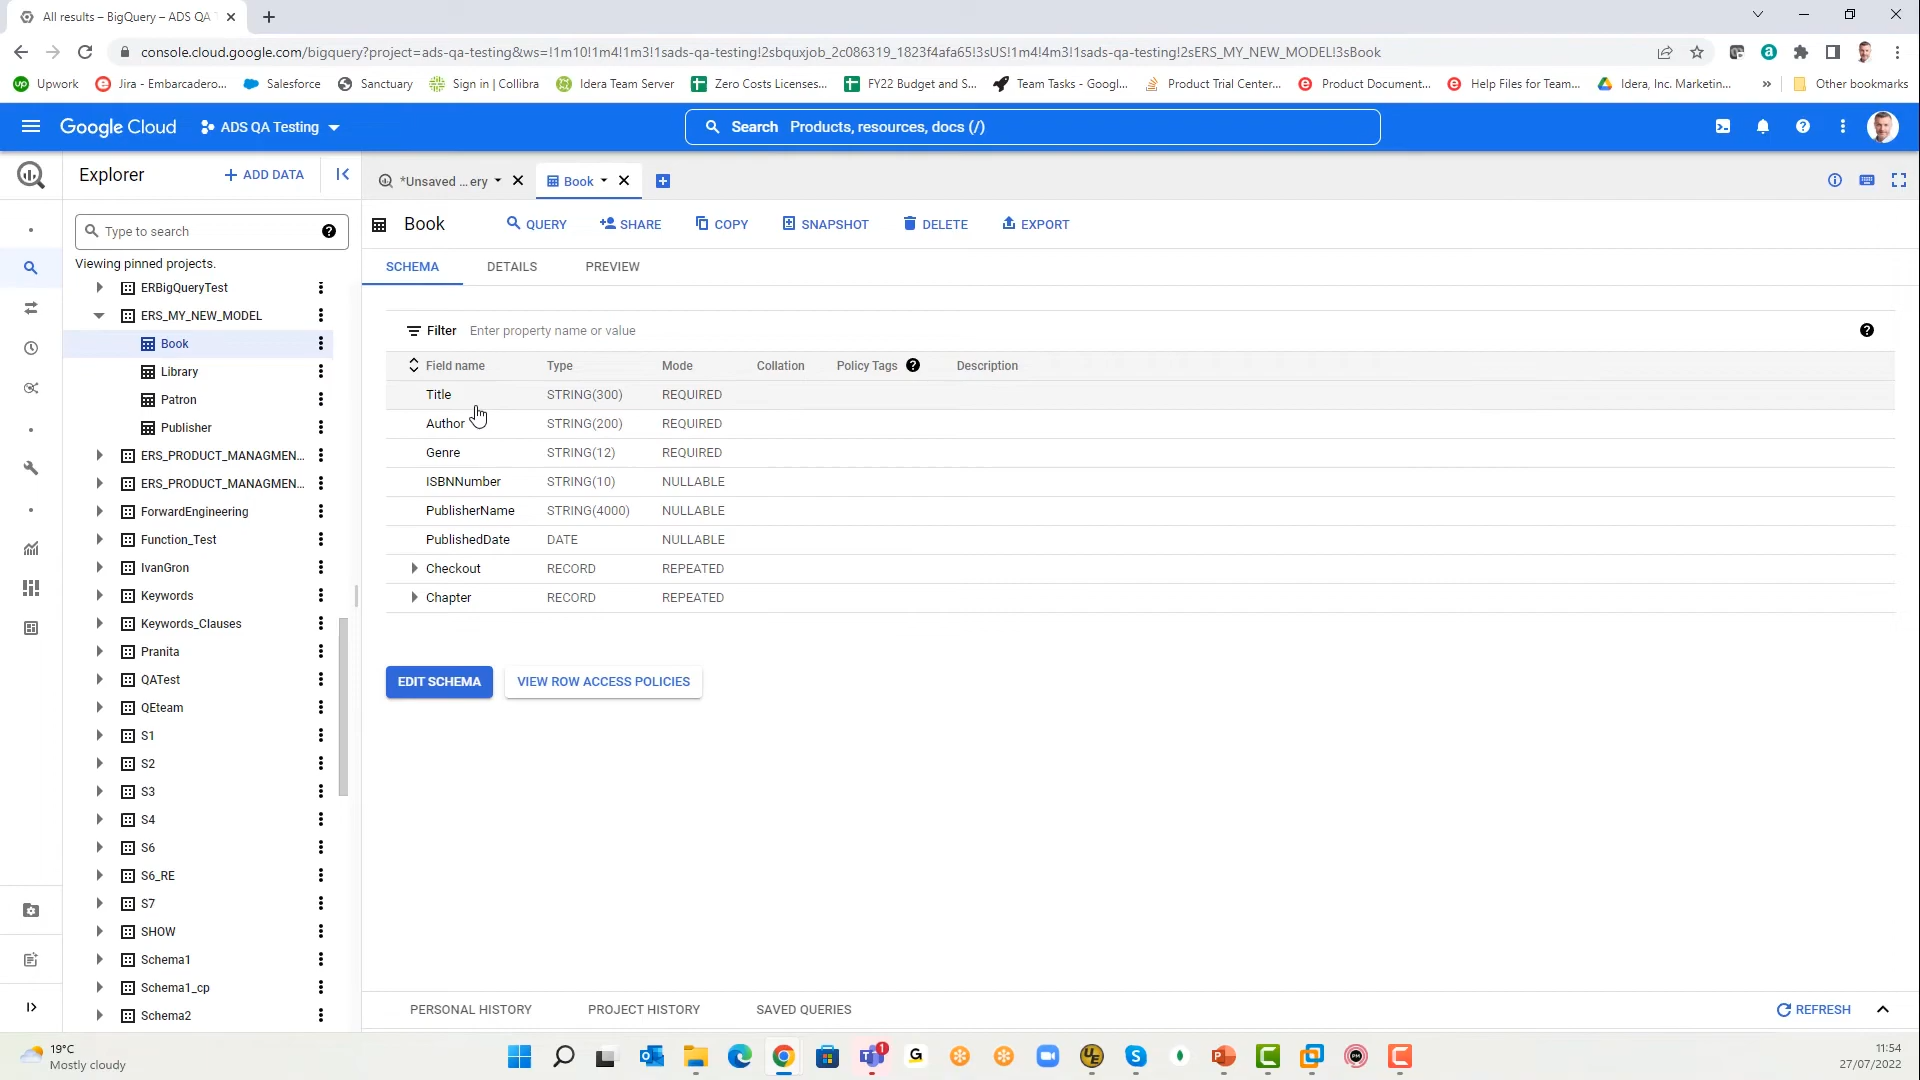 All results – BigQuery – ADS QA
console.cloud.google.com/bigquery?project=ads-qa-testing&ws=!1m10!1m4!1m3!1sads-qa-testing!2sbquxjob_2c086319_1823f4afa65!3sUS!1m4!4m3!1sads-qa-testing!2sERS_MY_NEW_MODEL!3sBook
Upwork
Jira - Embarcadero...
Salesforce
Sanctuary
Sign in | Collibra
Idera Team Server
Zero Costs Licenses...
FY22 Budget and S...
Team Tasks - Googl...
Product Trial Center...
Product Document...
Help Files for Team...
Idera, Inc. Marketin...
»
Other bookmarks
Google Cloud
ADS QA Testing
Search Products, resources, docs (/)
Explorer
+ ADD DATA
*Unsaved ...ery
Book
Type to search
Viewing pinned projects.
ERBigQueryTest
ERS_MY_NEW_MODEL
Book
Library
Patron
Publisher
ERS_PRODUCT_MANAGMEN...
ERS_PRODUCT_MANAGMEN...
ForwardEngineering
Function_Test
IvanGron
Keywords
Keywords_Clauses
Pranita
QATest
QEteam
S1
S2
S3
S4
S6
S6_RE
S7
SHOW
Schema1
Schema1_cp
Schema2
Book
QUERY
SHARE
COPY
SNAPSHOT
DELETE
EXPORT
SCHEMA
DETAILS
PREVIEW
Filter Enter property name or value
Field name Type Mode Collation Policy Tags Description
Title STRING(300) REQUIRED
Author STRING(200) REQUIRED
Genre STRING(12) REQUIRED
ISBNNumber STRING(10) NULLABLE
PublisherName STRING(4000) NULLABLE
PublishedDate DATE NULLABLE
Checkout RECORD REPEATED
Chapter RECORD REPEATED
EDIT SCHEMA
VIEW ROW ACCESS POLICIES
PERSONAL HISTORY
PROJECT HISTORY
SAVED QUERIES
REFRESH
19°C
Mostly cloudy
1
11:54
27/07/2022